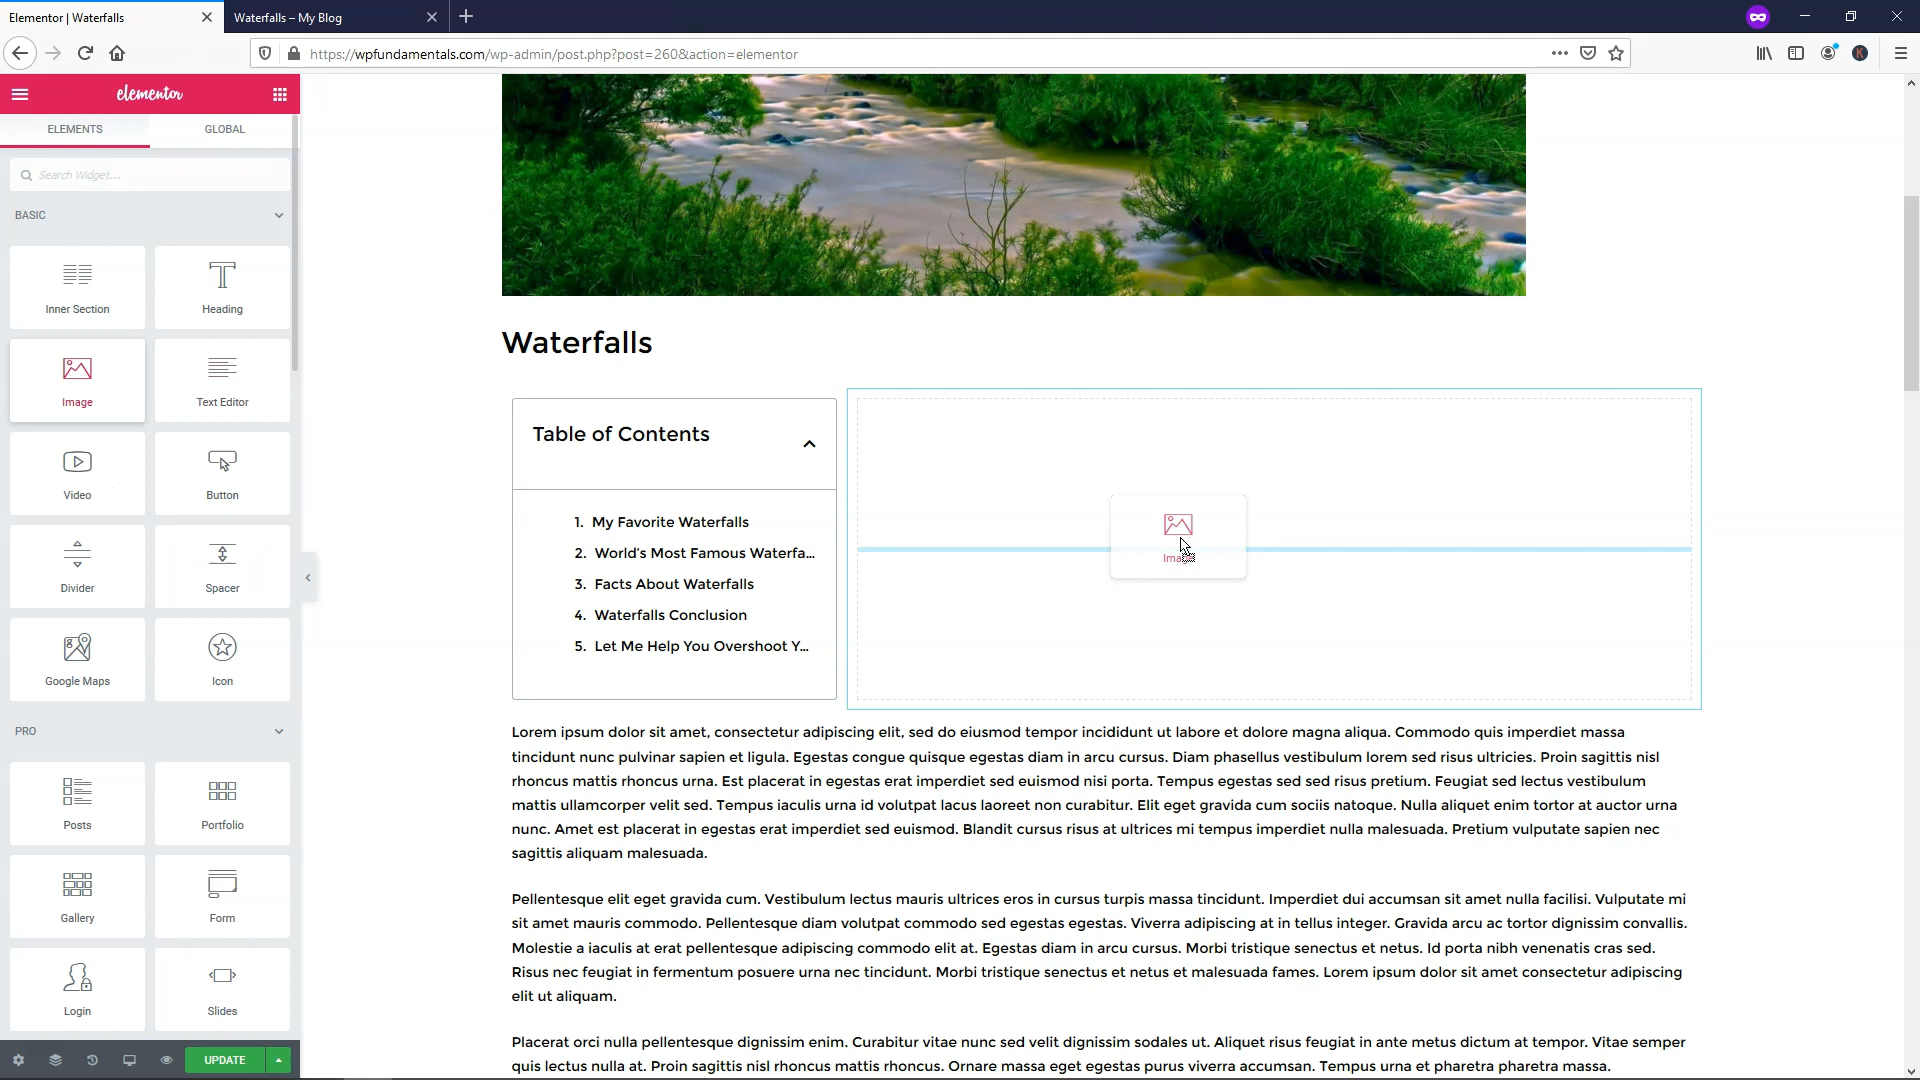 Elementor | Waterfalls
Waterfalls – My Blog
https://wpfundamentals.com/wp-admin/post.php?post=260&action=elementor
elementor
ELEMENTS
GLOBAL
Search Widget...
BASIC
Inner Section
Heading
Image
Text Editor
Video
Button
Divider
Spacer
Google Maps
Icon
PRO
Posts
Portfolio
Gallery
Form
Login
Slides
UPDATE
Waterfalls
Table of Contents
1. My Favorite Waterfalls
2. World's Most Famous Waterfa...
3. Facts About Waterfalls
4. Waterfalls Conclusion
5. Let Me Help You Overshoot Y...
Image
Lorem ipsum dolor sit amet, consectetur adipiscing elit, sed do eiusmod tempor incididunt ut labore et dolore magna aliqua. Commodo quis imperdiet massa
tincidunt nunc pulvinar sapien et ligula. Egestas congue quisque egestas diam in arcu cursus. Diam phasellus vestibulum lorem sed risus ultricies. Proin sagittis nisl
rhoncus mattis rhoncus urna. Est placerat in egestas erat imperdiet sed euismod nisi porta. Tempus egestas sed sed risus pretium. Feugiat sed lectus vestibulum
mattis ullamcorper velit sed. Tempus iaculis urna id volutpat lacus laoreet non curabitur. Elit eget gravida cum sociis natoque. Nulla aliquet enim tortor at auctor urna
nunc. Amet est placerat in egestas erat imperdiet sed euismod. Blandit cursus risus at ultrices mi tempus imperdiet nulla malesuada. Pretium vulputate sapien nec
sagittis aliquam malesuada.
Pellentesque elit eget gravida cum. Vestibulum lectus mauris ultrices eros in cursus turpis massa tincidunt. Imperdiet dui accumsan sit amet nulla facilisi. Vulputate mi
sit amet mauris commodo. Pellentesque diam volutpat commodo sed egestas egestas. Viverra adipiscing at in tellus integer. Gravida arcu ac tortor dignissim convallis.
Molestie a iaculis at erat pellentesque adipiscing commodo elit at. Egestas diam in arcu cursus. Morbi tristique senectus et netus. Id porta nibh venenatis cras sed.
Risus nec feugiat in fermentum posuere urna nec tincidunt. Morbi tristique senectus et netus et malesuada fames. Lorem ipsum dolor sit amet consectetur adipiscing
elit ut aliquam.
Placerat orci nulla pellentesque dignissim enim. Curabitur vitae nunc sed velit dignissim sodales ut. Aliquet risus feugiat in ante metus dictum at tempor. Vitae semper
quis lectus nulla at. Proin sagittis nisl rhoncus mattis rhoncus. Ornare massa eget egestas purus viverra accumsan. Tempus urna et pharetra pharetra massa.